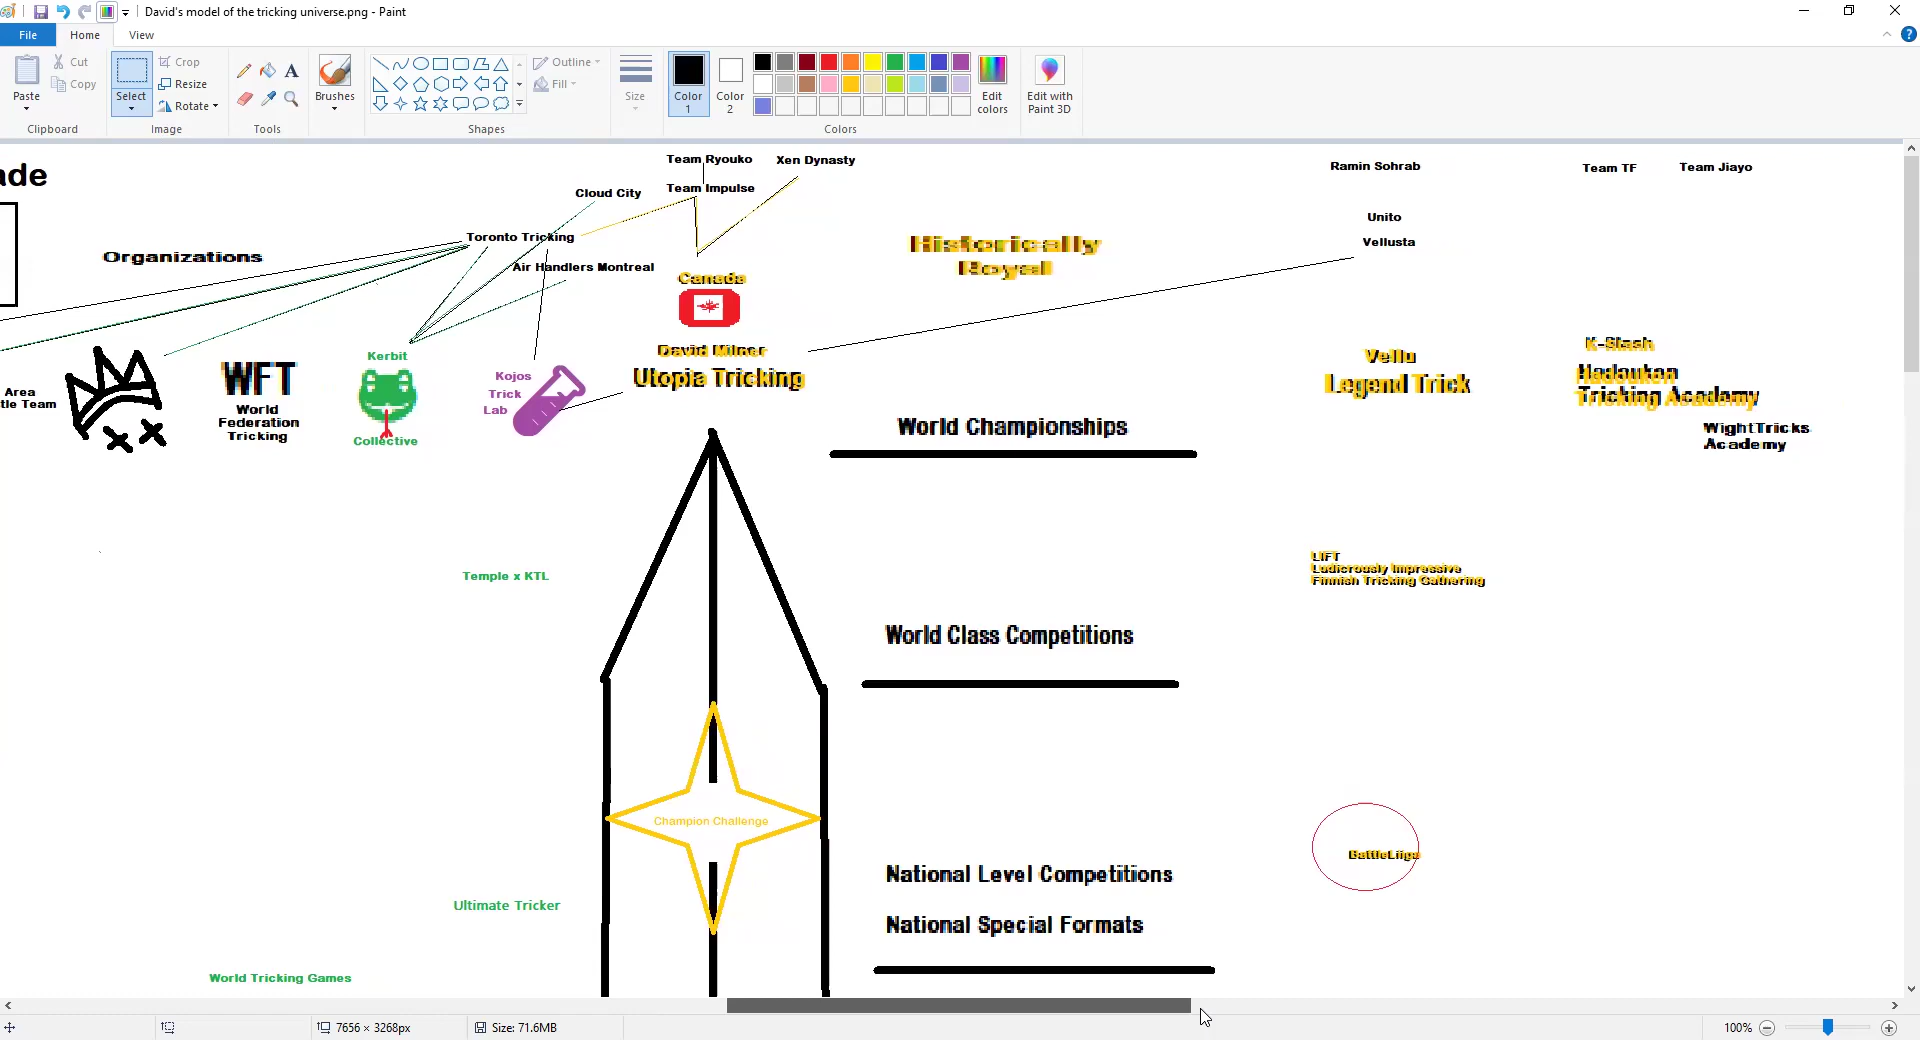 David's model of the tricking universe.png - Paint
File
Home
View
Paste
Cut
Copy
Clipboard
Select
Crop
Resize
Rotate
Image
Tools
Brushes
Shapes
Outline
Fill
Size
Color
1
Color
2
Edit
colors
Edit with
Paint 3D
Colors
ade
Organizations
Toronto Tricking
Cloud City
Air Handlers Montreal
Team Ryouko
Xen Dynasty
Team Impulse
Canada
Historically
Royal
Ramin Sohrab
Team TF
Team Jiayo
Unito
Vellusta
Area
tle Team
WFT
World
Federation
Tricking
Kerbit
Collective
Kojos
Trick
Lab
David Milner
Utopia Tricking
Vellu
Legend Trick
K-Slash
Hadouken
Tricking Academy
WightTricks
Academy
World Championships
Temple x KTL
LIFT
Ludicrously Impressive
Finnish Tricking Gathering
World Class Competitions
Champion Challenge
BattleLiiga
National Level Competitions
Ultimate Tricker
National Special Formats
World Tricking Games
7656 × 3268px
Size: 71.6MB
100%